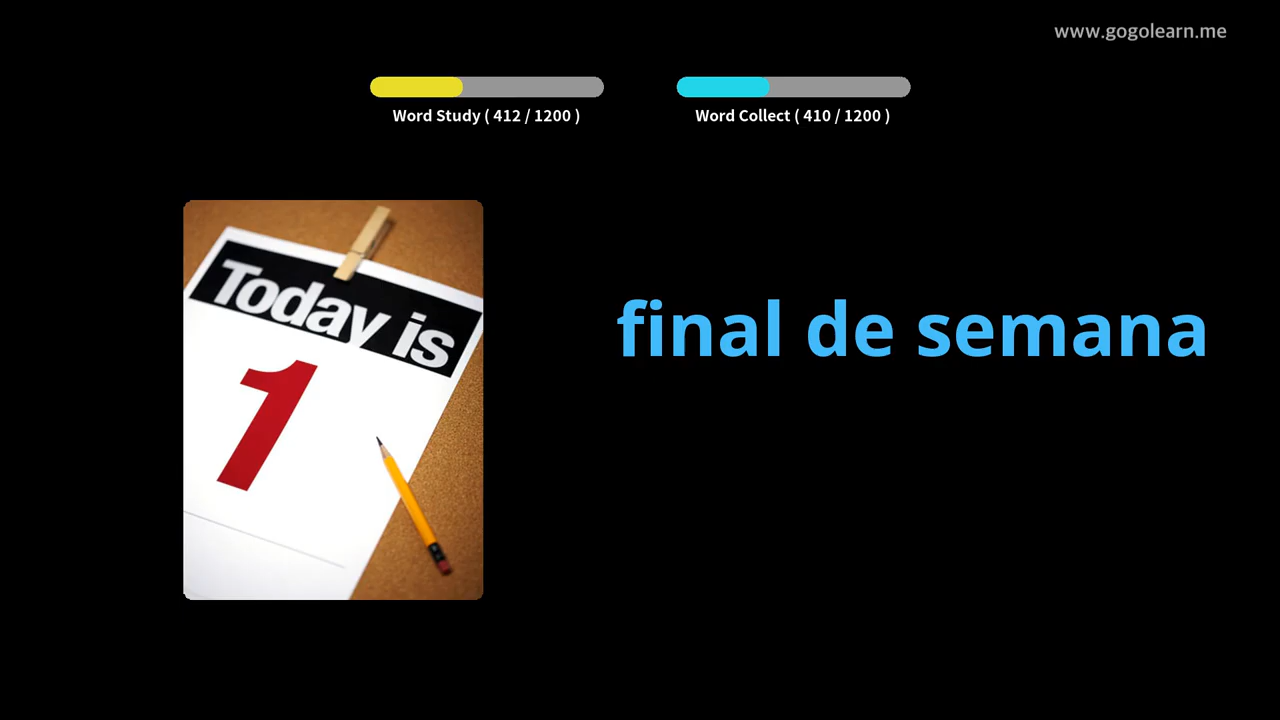 www.gogolearn.me
Word Study ( 412 / 1200 )
Word Collect ( 410 / 1200 )
Today is
1
final de semana